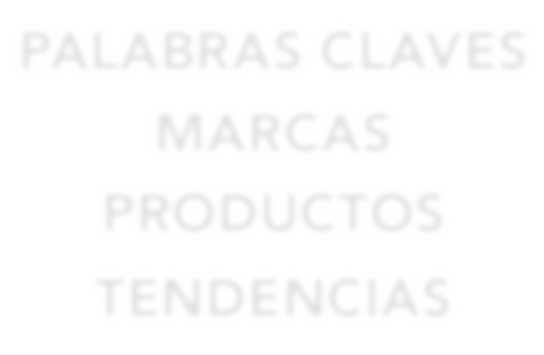 PALABRAS CLAVES
MARCAS
PRODUCTOS
TENDENCIAS